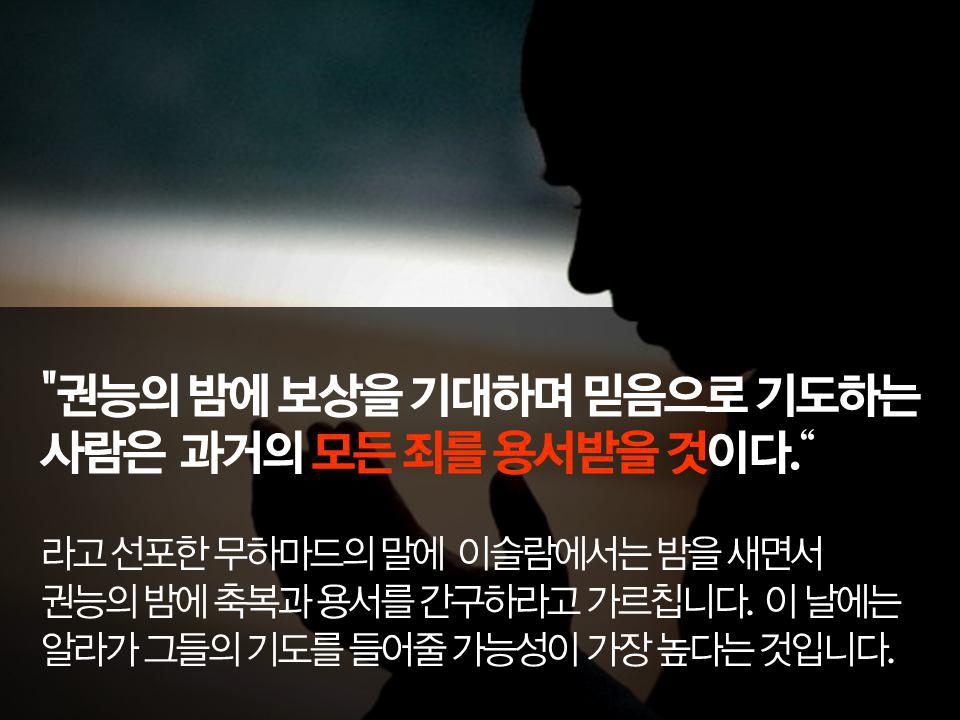 "권능의 밤에 보상을 기대하며 믿음으로 기도하는
사람은 과거의 모든 죄를 용서받을 것이다.“
라고 선포한 무하마드의 말에 이슬람에서는 밤을 새면서
권능의 밤에 축복과 용서를 간구하라고 가르칩니다. 이 날에는
알라가 그들의 기도를 들어줄 가능성이 가장 높다는 것입니다.